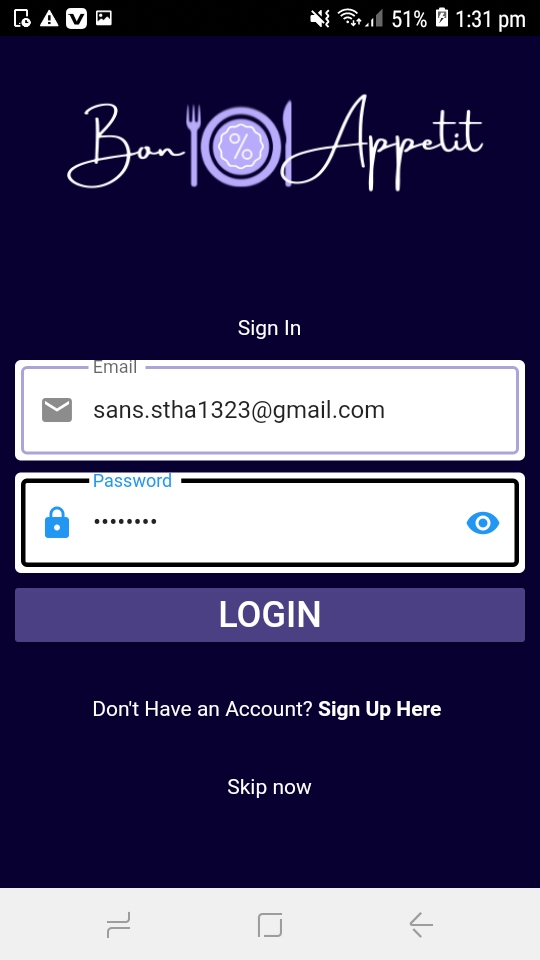 51% 1:31 pm
Bon Appetit
%
Sign In
Email
sans.stha1323@gmail.com
Password
••••••••
LOGIN
Don't Have an Account? Sign Up Here
Skip now